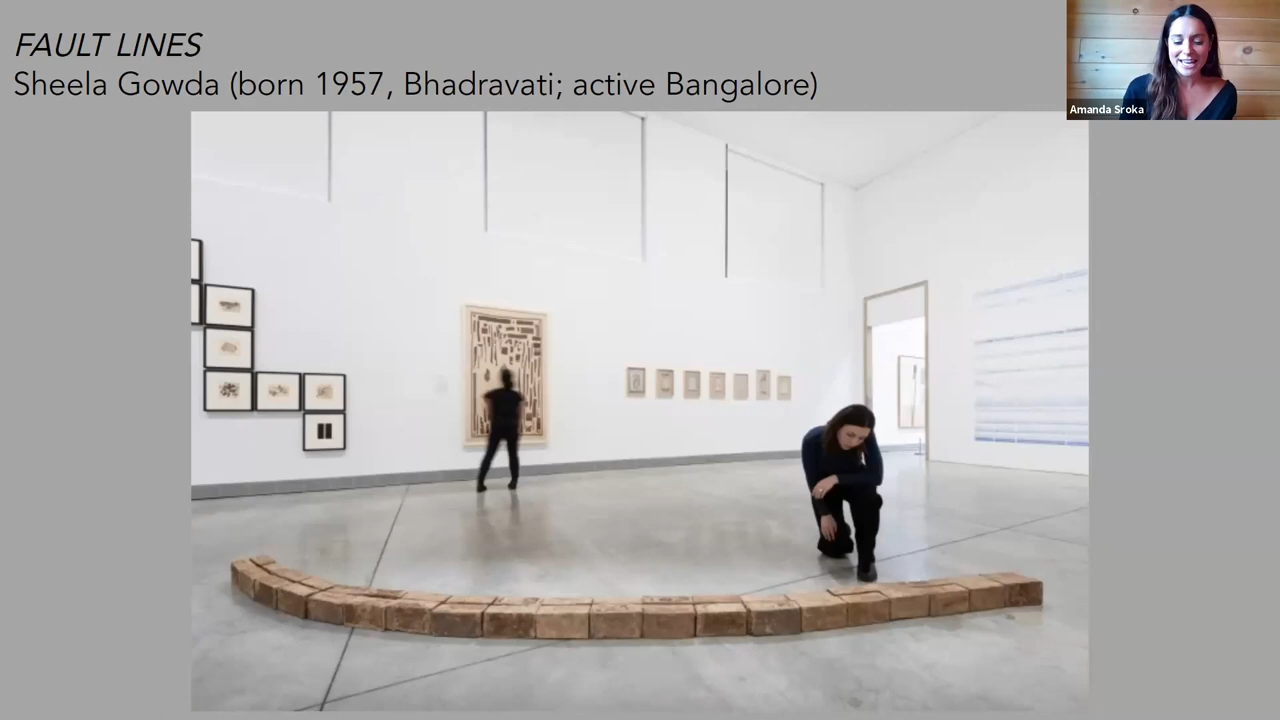 FAULT LINES
Sheela Gowda (born 1957, Bhadravati; active Bangalore)
Amanda Sroka